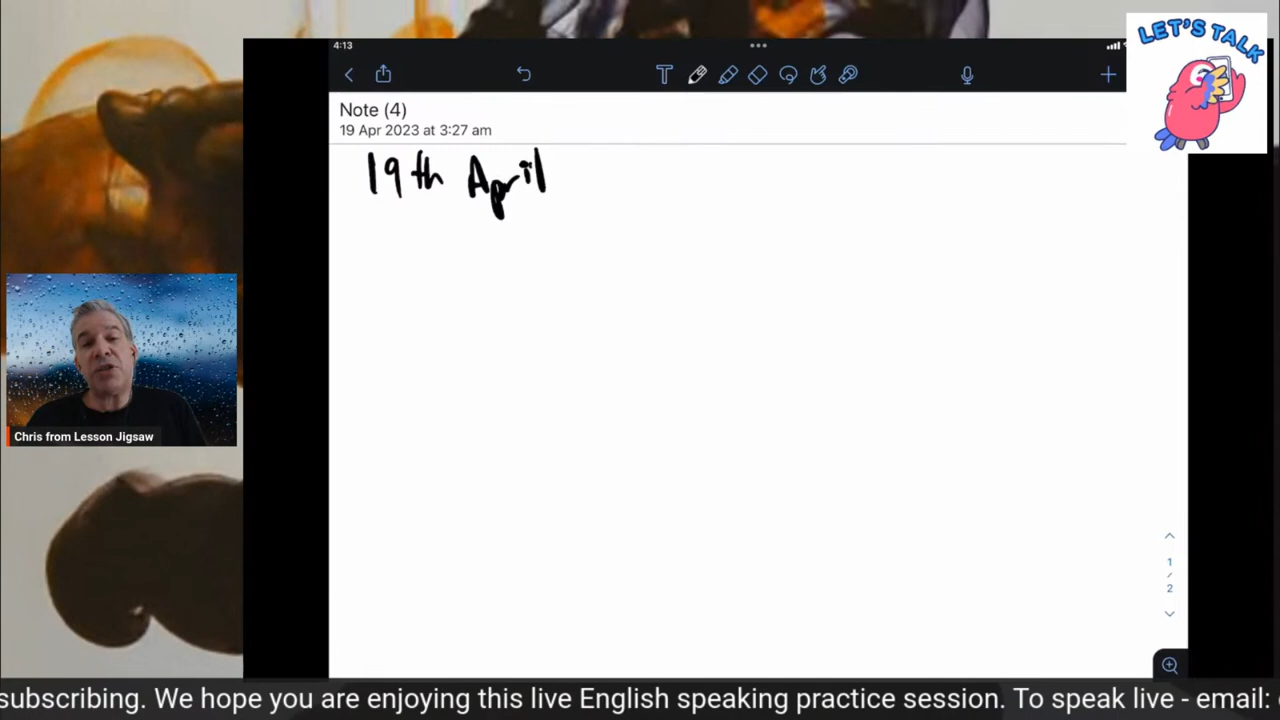 LET'S TALK
4:13
Note (4)
19 Apr 2023 at 3:27 am
19th April
Chris from Lesson Jigsaw
1
/
2
subscribing. We hope you are enjoying this live English speaking practice session. To speak live - email: